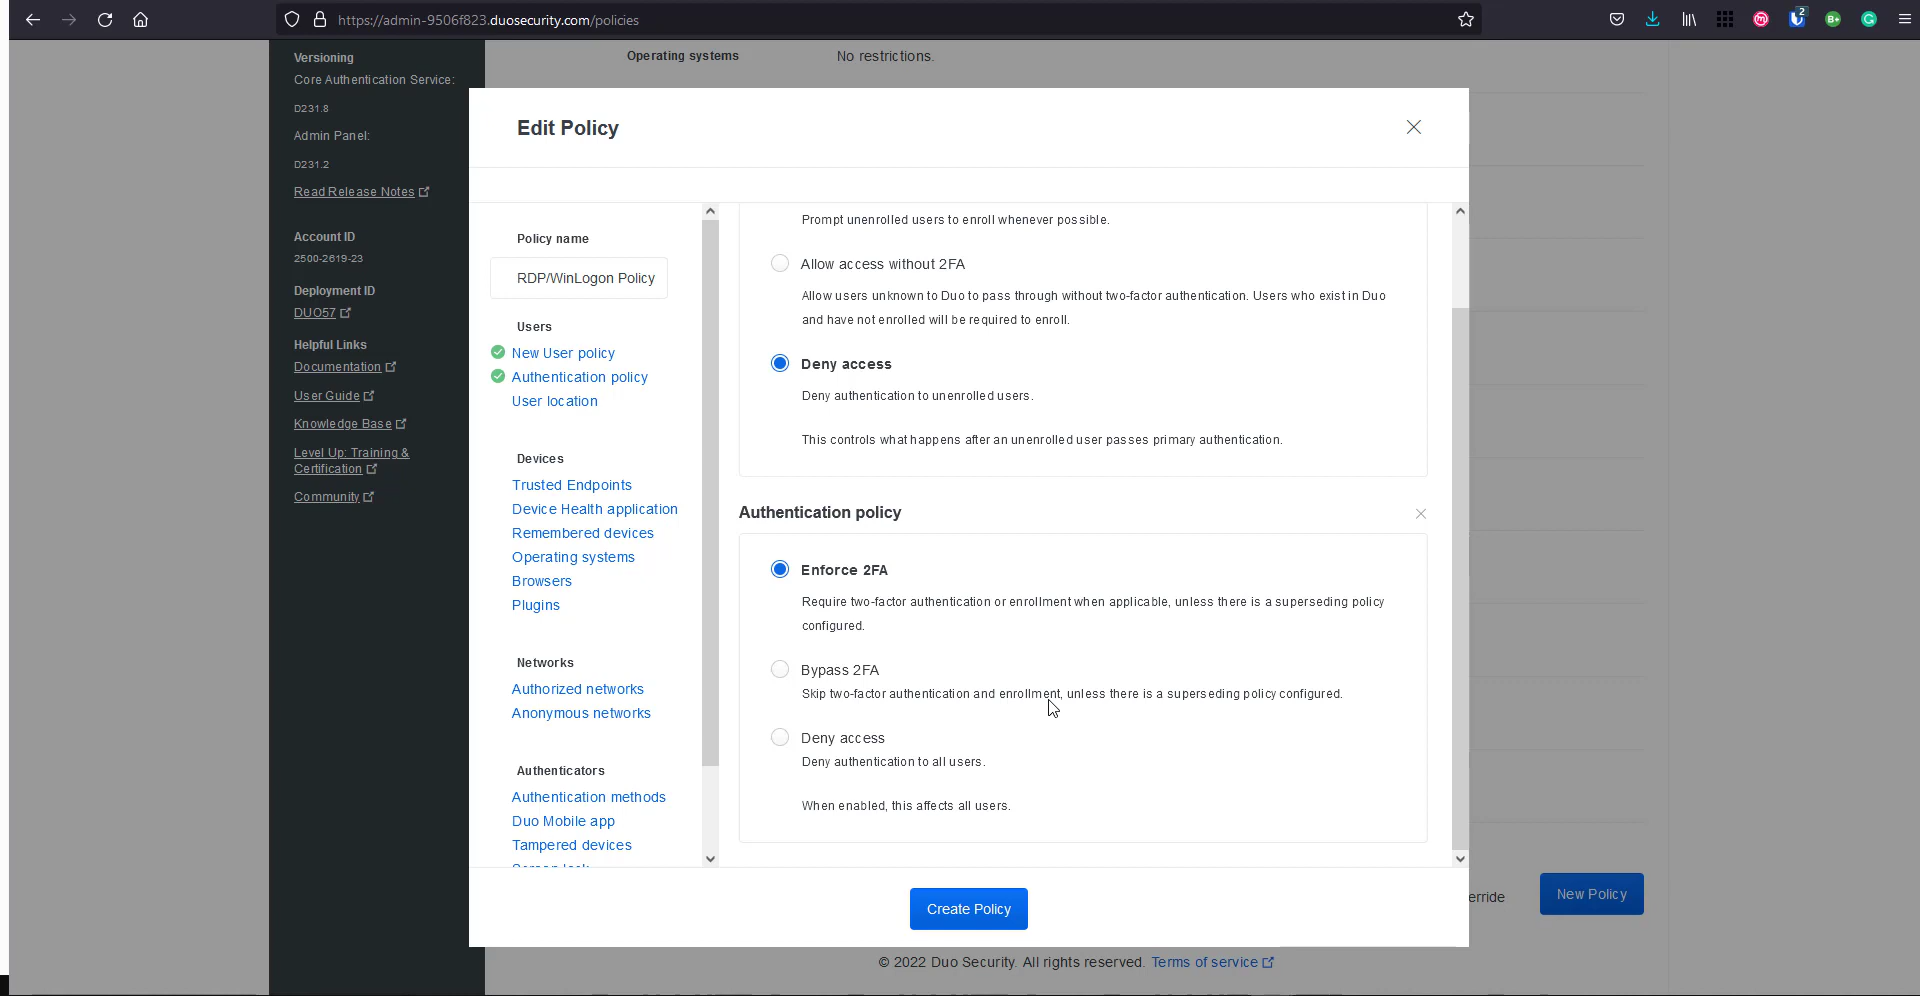 https://admin-9506f823.duosecurity.com/policies
2
B+
Versioning
Core Authentication Service:
D231.8
Admin Panel:
D231.2
Read Release Notes
Account ID
2500-2619-23
Deployment ID
DUO57
Helpful Links
Documentation
User Guide
Knowledge Base
Level Up: Training &
Certification
Community
Operating systems
No restrictions.
Edit Policy
Policy name
RDP/WinLogon Policy
Users
New User policy
Authentication policy
User location
Devices
Trusted Endpoints
Device Health application
Remembered devices
Operating systems
Browsers
Plugins
Networks
Authorized networks
Anonymous networks
Authenticators
Authentication methods
Duo Mobile app
Tampered devices
Prompt unenrolled users to enroll whenever possible.
Allow access without 2FA
Allow users unknown to Duo to pass through without two-factor authentication. Users who exist in Duo
and have not enrolled will be required to enroll.
Deny access
Deny authentication to unenrolled users.
This controls what happens after an unenrolled user passes primary authentication.
Authentication policy
Enforce 2FA
Require two-factor authentication or enrollment when applicable, unless there is a superseding policy
configured.
Bypass 2FA
Skip two-factor authentication and enrollment, unless there is a superseding policy configured.
Deny access
Deny authentication to all users.
When enabled, this affects all users.
Create Policy
erride
New Policy
© 2022 Duo Security. All rights reserved. Terms of service